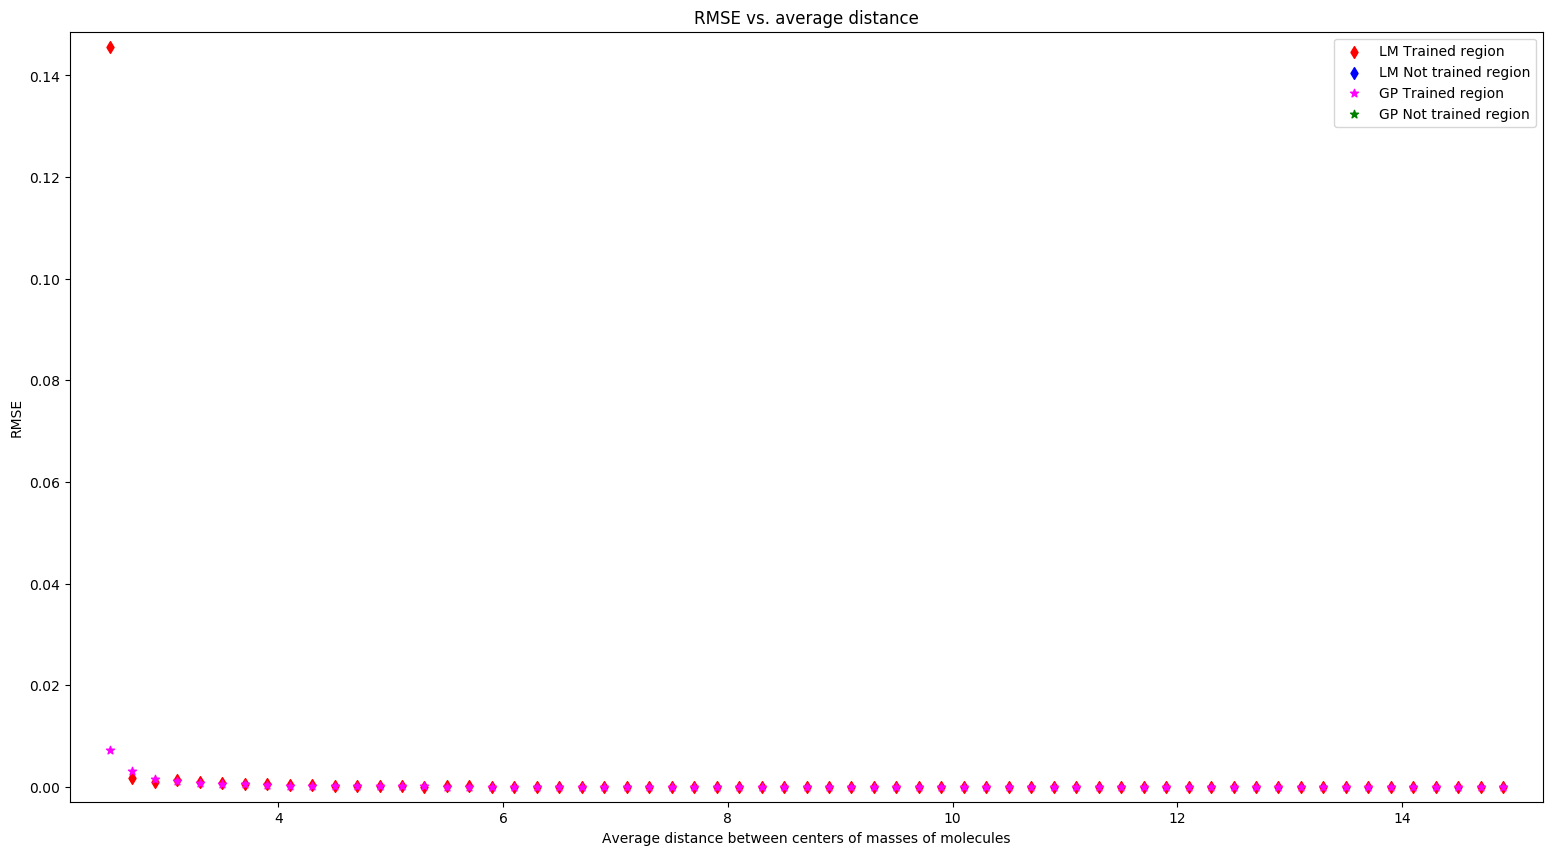 RMSE vs. average distance
LM Trained region
LM Not trained region
GP Trained region
GP Not trained region
0.14
0.12
0.10
0.08
0.06
0.04
0.02
0.00
RMSE
4
6
8
10
12
14
Average distance between centers of masses of molecules